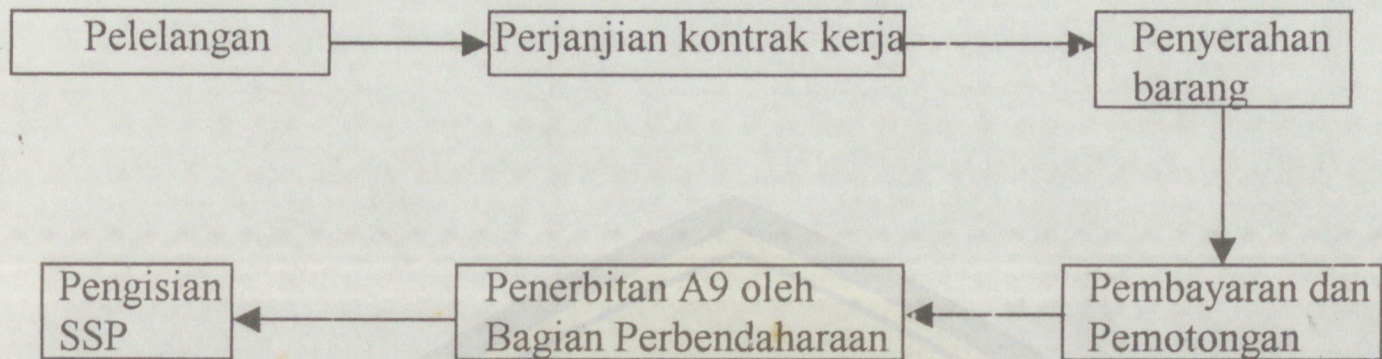 Pelelangan
Perjanjian kontrak kerja
Penyerahan
barang
Pembayaran dan
Pemotongan
Penerbitan A9 oleh
Bagian Perbendaharaan
Pengisian
SSP